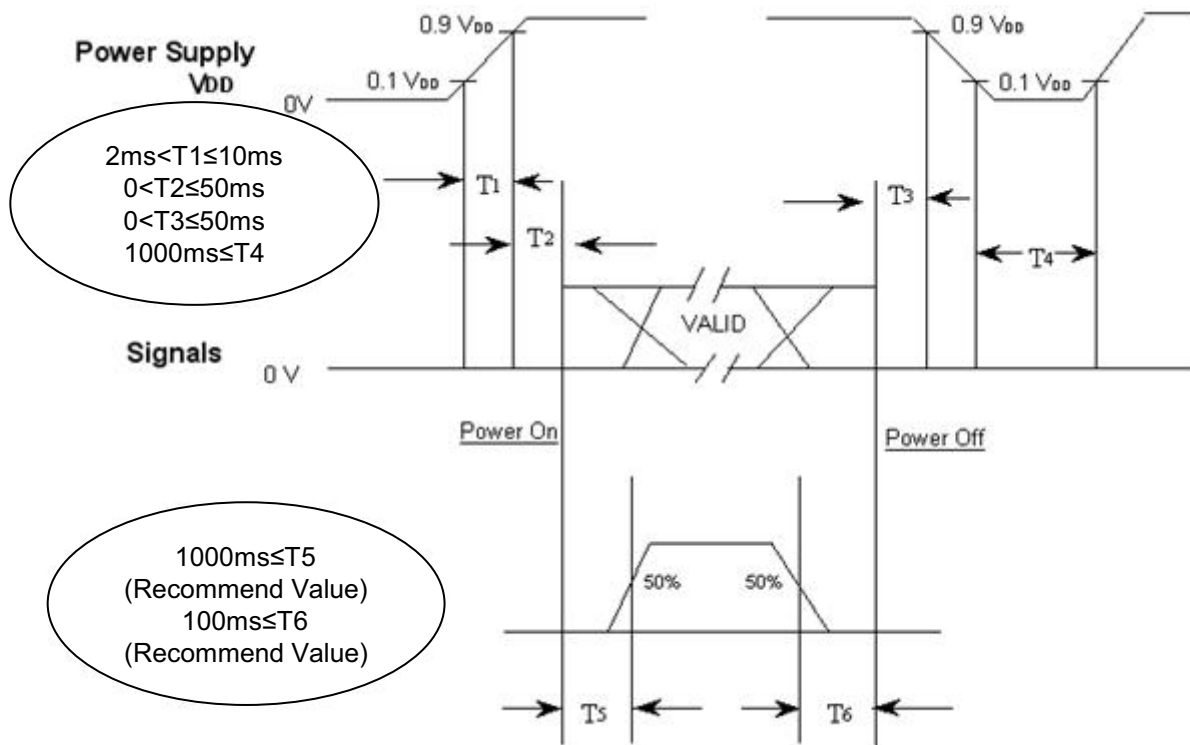 0.9 VDD
0.9 VDD
Power Supply
VDD
0.1 VDD
0.1 VDD
0V
2ms<T1≤10ms
0<T2≤50ms
0<T3≤50ms
1000ms≤T4
T1
T3
T2
T4
VALID
Signals
0 V
Power On
Power Off
1000ms≤T5
(Recommend Value)
100ms≤T6
(Recommend Value)
50%
50%
T5
T6